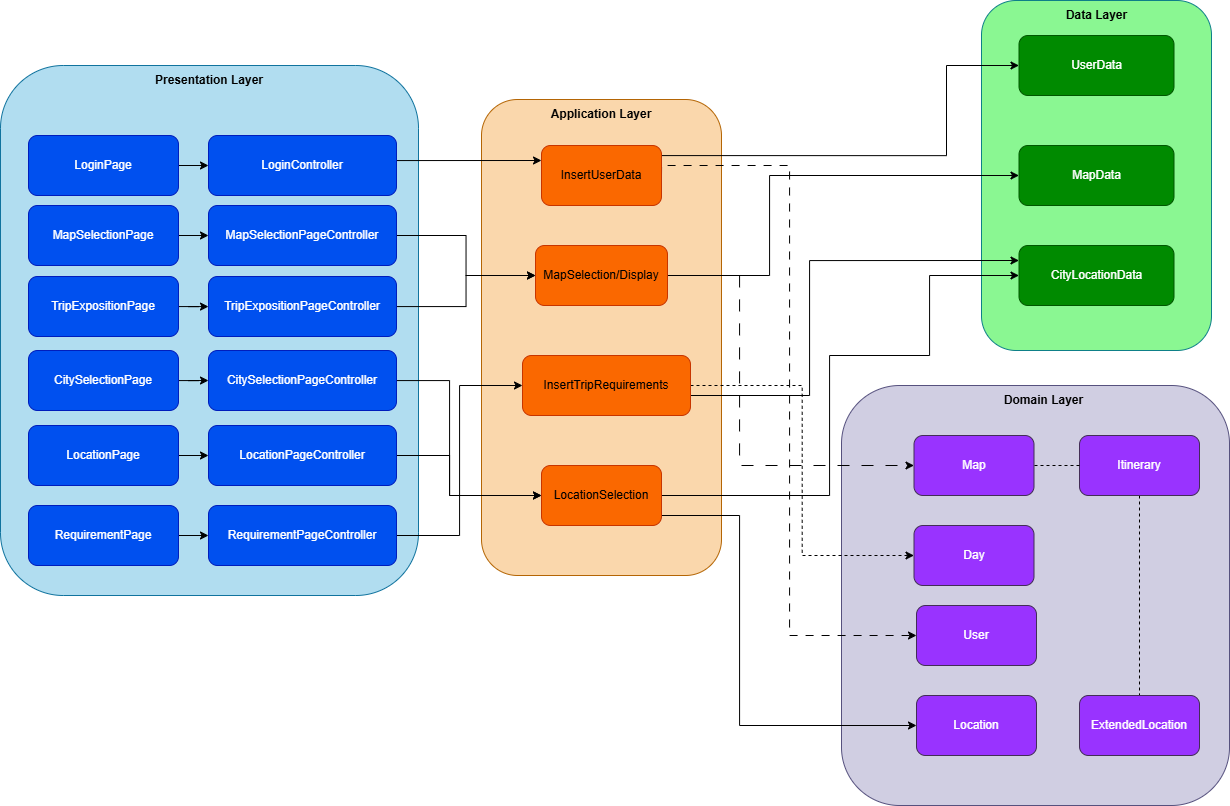 Presentation Layer
LoginPage
LoginController
MapSelectionPage
MapSelectionPageController
TripExpositionPage
TripExpositionPageController
CitySelectionPage
CitySelectionPageController
LocationPage
LocationPageController
RequirementPage
RequirementPageController
Application Layer
InsertUserData
MapSelection/Display
InsertTripRequirements
LocationSelection
Data Layer
UserData
MapData
CityLocationData
Domain Layer
Map
Itinerary
Day
User
Location
ExtendedLocation